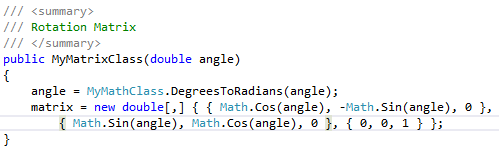 /// <summary>
/// Rotation Matrix
/// </summary>
public MyMatrixClass(double angle)
{
    angle = MyMathClass.DegreesToRadians(angle);
    matrix = new double[,] { { Math.Cos(angle), -Math.Sin(angle), 0 },
        { Math.Sin(angle), Math.Cos(angle), 0 }, { 0, 0, 1 } };
}